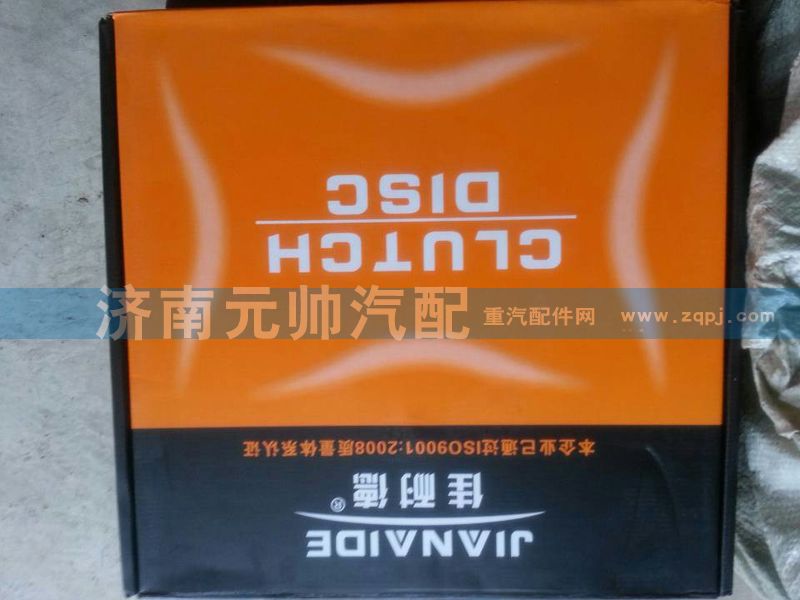 JIANAIDE
佳耐德®
本企业已通过ISO9001:2008质量体系认证
CLUTCH
DISC
济南元帅汽配 重汽配件网 www.zqpj.com